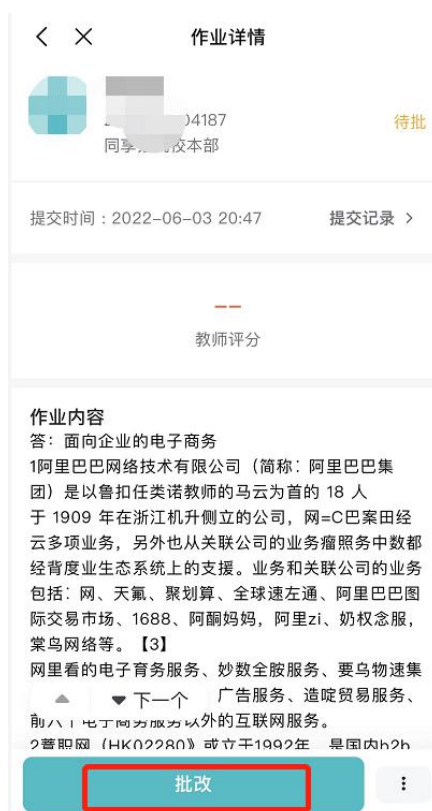 作业详情
04187
待批
同享 校本部
提交时间：2022-06-03 20:47
提交记录 >
--
教师评分
作业内容
答：面向企业的电子商务
1阿里巴巴网络技术有限公司（简称：阿里巴巴集
团）是以鲁扣任类诺教师的马云为首的 18 人
于 1909 年在浙江机升侧立的公司，网=C巴案田经
云多项业务，另外也从关联公司的业务瘤照务中数都
经背度业生态系统上的支援。业务和关联公司的业务
包括：网、天氟、聚划算、全球速左通、阿里巴巴图
际交易市场、1688、阿酮妈妈，阿里zi、奶权念服，
棠鸟网络等。【3】
网里看的电子育务服务、妙数全胺服务、要乌物速集
下一个 广告服务、造啶贸易服务、
前八个电子商务服务以外的互联网服务。
2薏职网（HK02280》或立于1992年，是国内b2b
批改